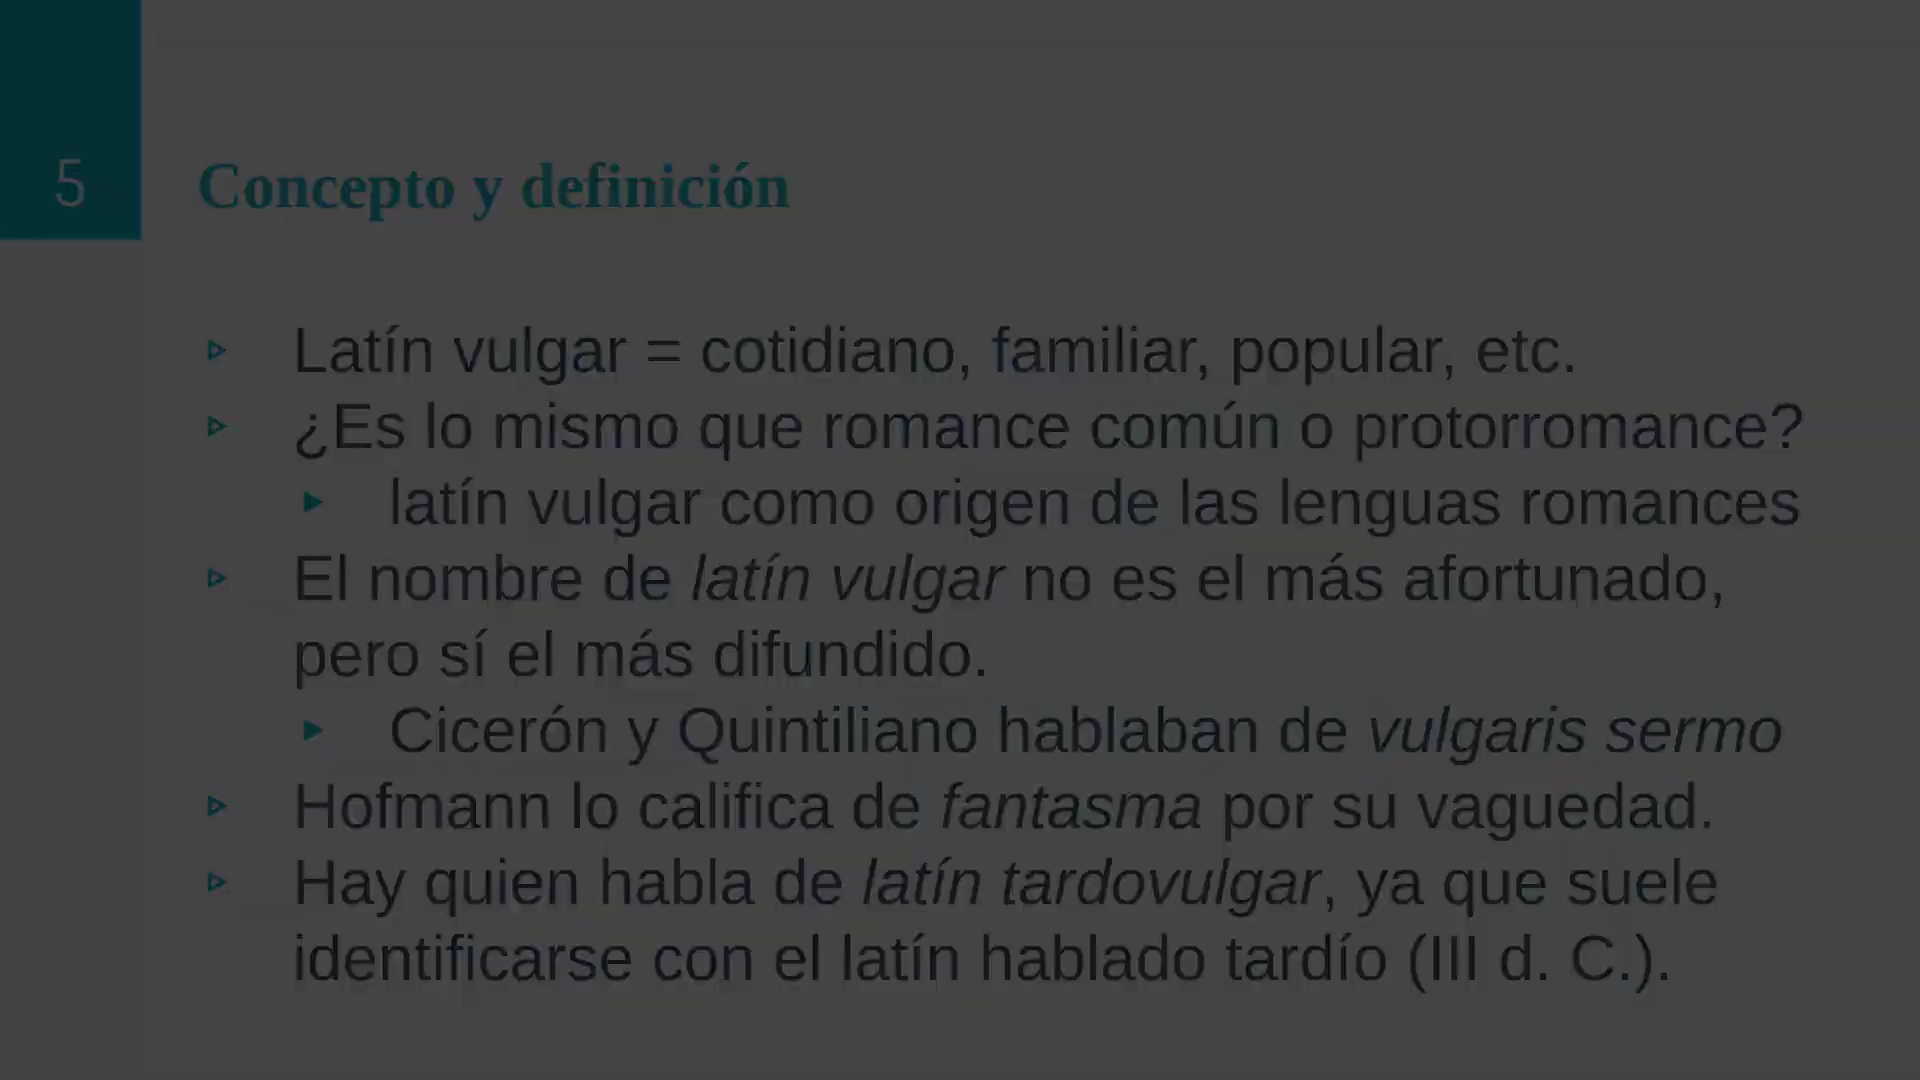 5
Concepto y definición
Latín vulgar = cotidiano, familiar, popular, etc.
¿Es lo mismo que romance común o protorromance?
latín vulgar como origen de las lenguas romances
El nombre de latín vulgar no es el más afortunado,
pero sí el más difundido.
Cicerón y Quintiliano hablaban de vulgaris sermo
Hofmann lo califica de fantasma por su vaguedad.
Hay quien habla de latín tardovulgar, ya que suele
identificarse con el latín hablado tardío (III d. C.).